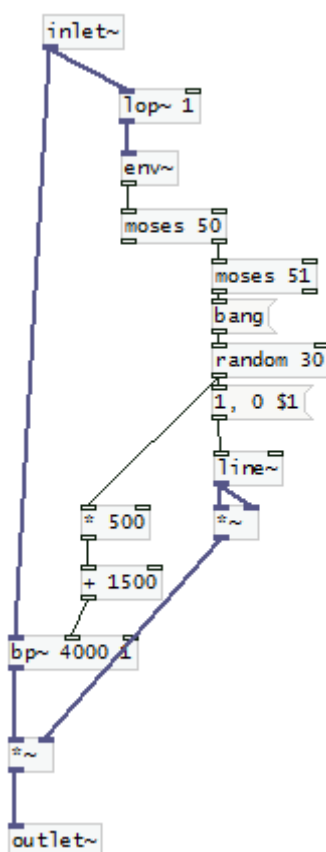 inlet~
lop~ 1
env~
moses 50
moses 51
bang
random 30
1, 0 $1
line~
* 500
*~
+ 1500
bp~ 4000 1
*~
outlet~